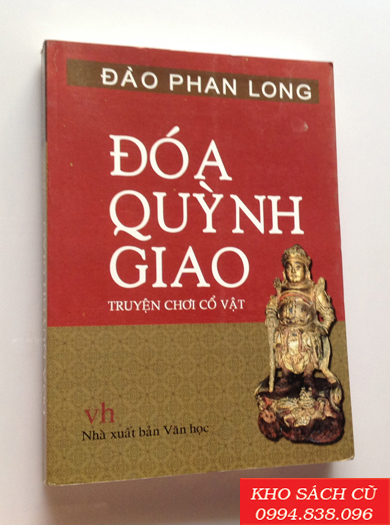 ĐÀO PHAN LONG
ĐÓA
QUỲNH
GIAO
TRUYỆN CHƠI CỔ VẬT
vh
Nhà xuất bản Văn học
KHO SÁCH CŨ
0994.838.096